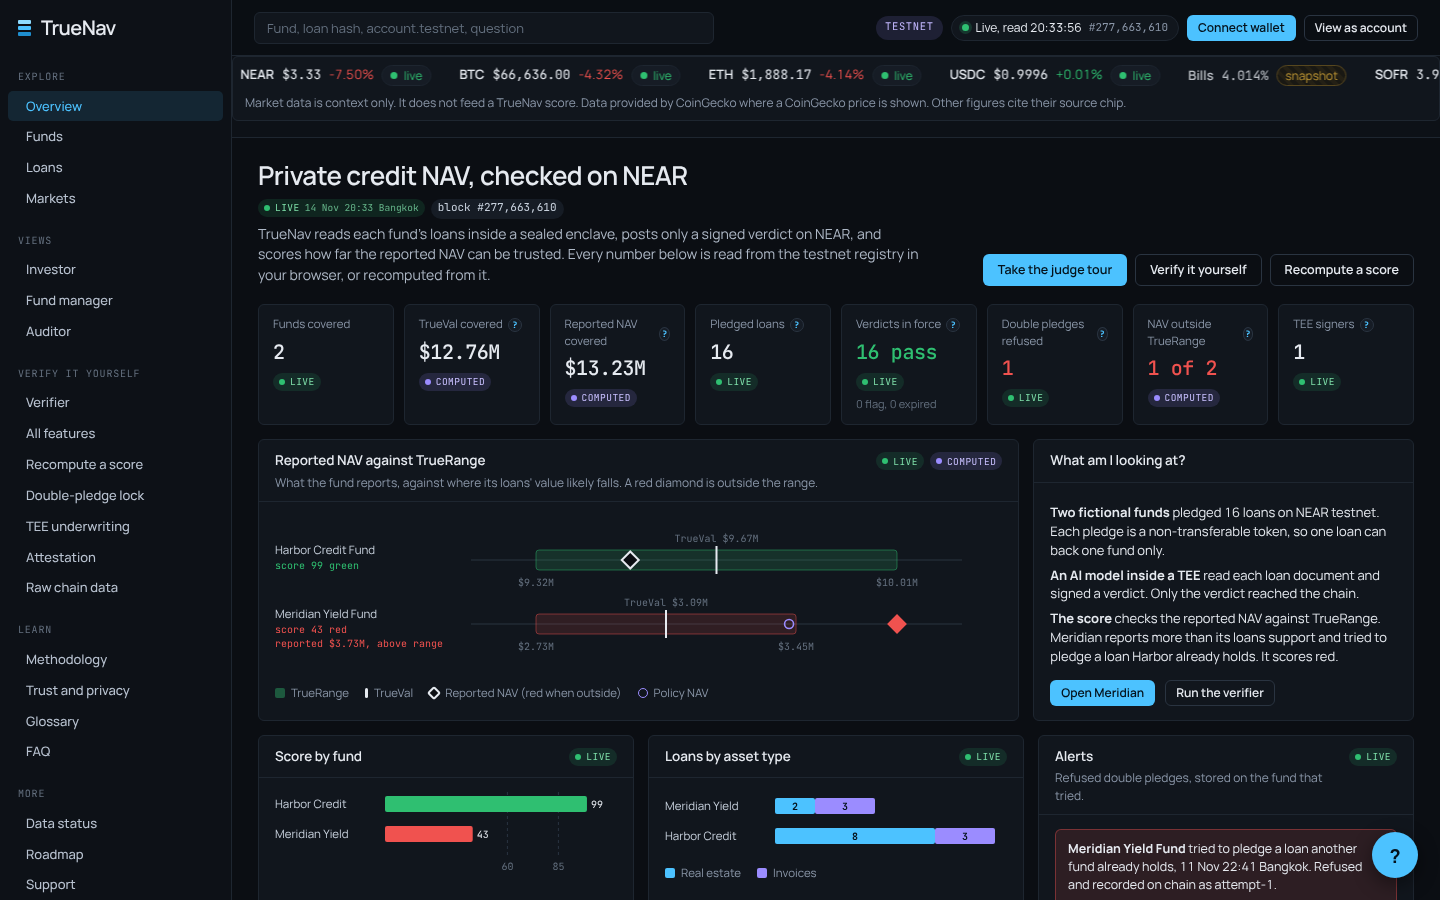 TrueNav
Fund, loan hash, account.testnet, question
TESTNET
Live, read 20:33:56 #277,663,610
Connect wallet
View as account
NEAR $3.33 -7.50% live
BTC $66,636.00 -4.32% live
ETH $1,888.17 -4.14% live
USDC $0.9996 +0.01% live
Bills 4.014% snapshot
SOFR 3.9
Market data is context only. It does not feed a TrueNav score. Data provided by CoinGecko where a CoinGecko price is shown. Other figures cite their source chip.
EXPLORE
Overview
Funds
Loans
Markets
VIEWS
Investor
Fund manager
Auditor
VERIFY IT YOURSELF
Verifier
All features
Recompute a score
Double-pledge lock
TEE underwriting
Attestation
Raw chain data
LEARN
Methodology
Trust and privacy
Glossary
FAQ
MORE
Data status
Roadmap
Support
Private credit NAV, checked on NEAR
LIVE 14 Nov 20:33 Bangkok
block #277,663,610
TrueNav reads each fund's loans inside a sealed enclave, posts only a signed verdict on NEAR, and
scores how far the reported NAV can be trusted. Every number below is read from the testnet registry in
your browser, or recomputed from it.
Take the judge tour
Verify it yourself
Recompute a score
Funds covered
2
LIVE
TrueVal covered ?
$12.76M
COMPUTED
Reported NAV
covered ?
$13.23M
COMPUTED
Pledged loans ?
16
LIVE
Verdicts in force ?
16 pass
LIVE
0 flag, 0 expired
Double pledges
refused ?
1
LIVE
NAV outside
TrueRange ?
1 of 2
COMPUTED
TEE signers ?
1
LIVE
Reported NAV against TrueRange
LIVE
COMPUTED
What the fund reports, against where its loans' value likely falls. A red diamond is outside the range.
Harbor Credit Fund
score 99 green
TrueVal $9.67M
$9.32M
$10.01M
Meridian Yield Fund
score 43 red
reported $3.73M, above range
TrueVal $3.09M
$2.73M
$3.45M
TrueRange
TrueVal
Reported NAV (red when outside)
Policy NAV
What am I looking at?
Two fictional funds pledged 16 loans on NEAR testnet.
Each pledge is a non-transferable token, so one loan can
back one fund only.
An AI model inside a TEE read each loan document and
signed a verdict. Only the verdict reached the chain.
The score checks the reported NAV against TrueRange.
Meridian reports more than its loans support and tried to
pledge a loan Harbor already holds. It scores red.
Open Meridian
Run the verifier
Score by fund
LIVE
Harbor Credit
99
Meridian Yield
43
60
85
Loans by asset type
LIVE
Meridian Yield
2
3
Harbor Credit
8
3
Real estate
Invoices
Alerts
LIVE
Refused double pledges, stored on the fund that
tried.
Meridian Yield Fund tried to pledge a loan another
fund already holds, 11 Nov 22:41 Bangkok. Refused
and recorded on chain as attempt-1.
?